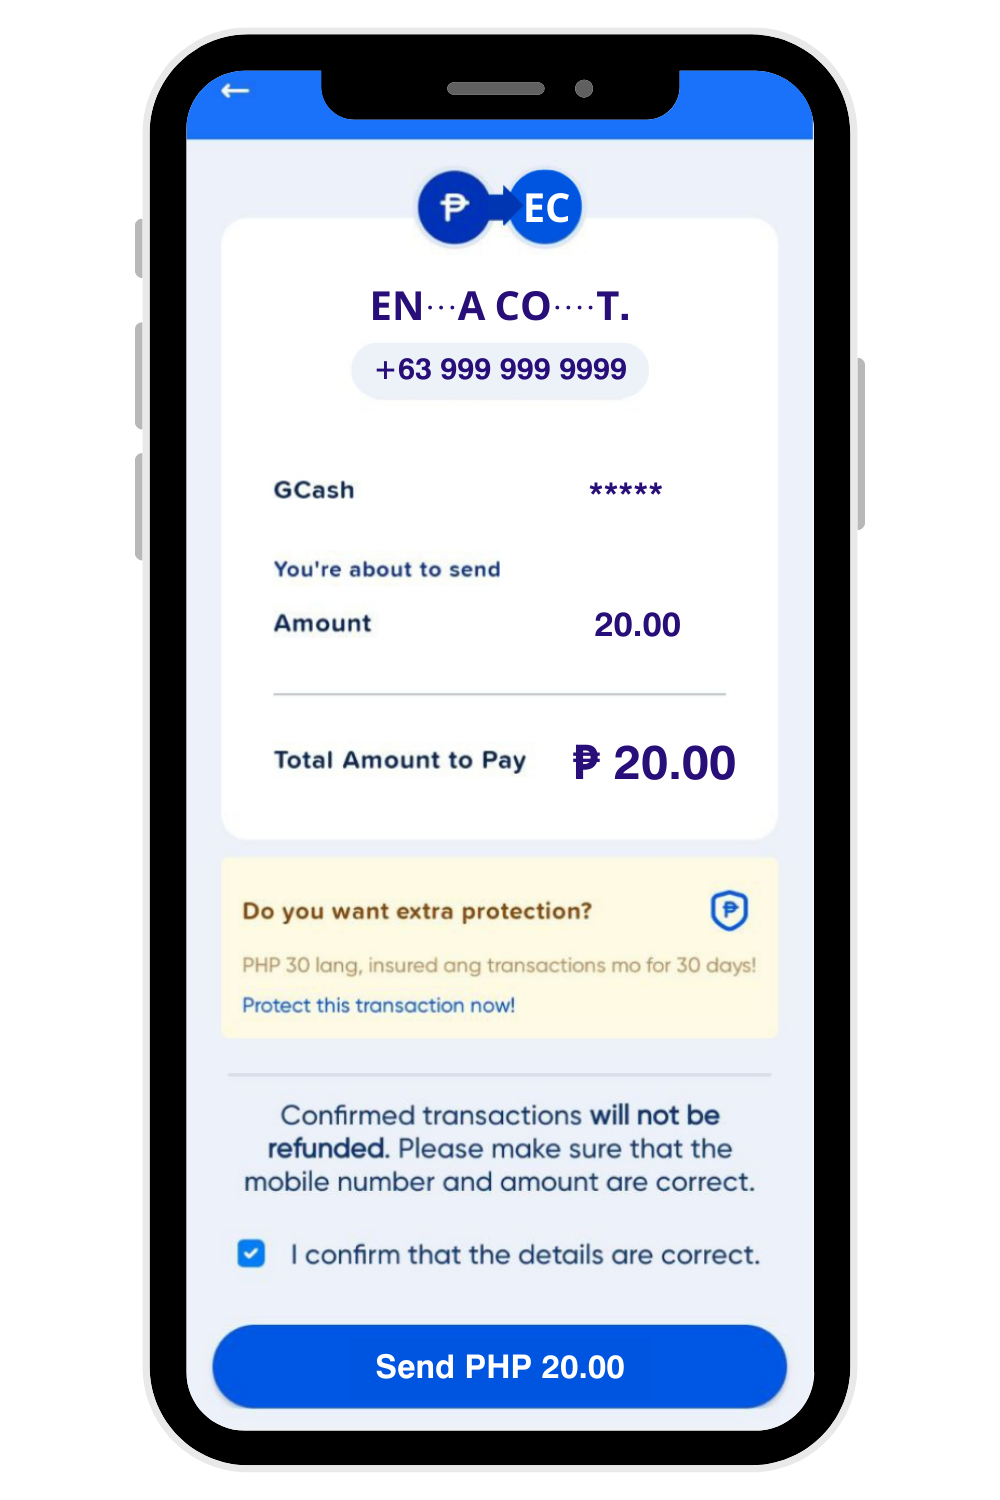 ₱ EC
EN···A CO····T.
+63 999 999 9999
GCash *****
You're about to send
Amount 20.00
Total Amount to Pay ₱ 20.00
Do you want extra protection?
₱
PHP 30 lang, insured ang transactions mo for 30 days!
Protect this transaction now!
Confirmed transactions will not be
refunded. Please make sure that the
mobile number and amount are correct.
I confirm that the details are correct.
Send PHP 20.00